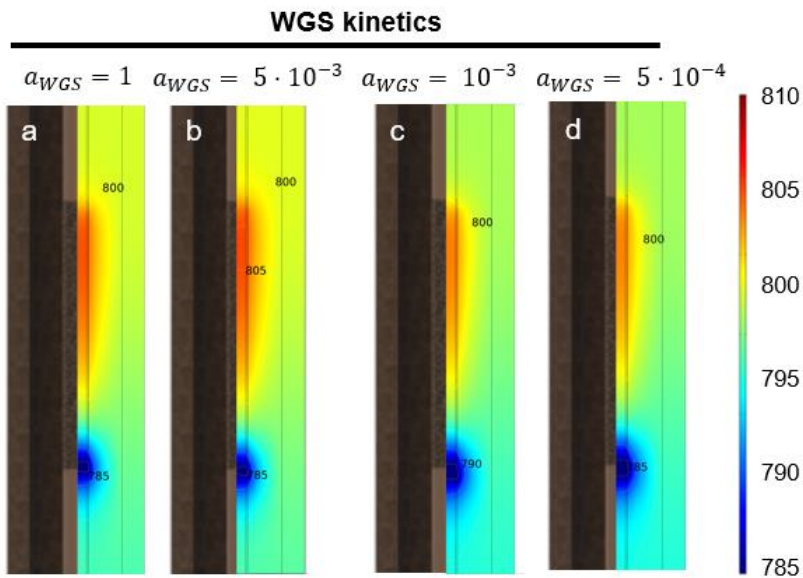 WGS kinetics
a_WGS = 1 a_WGS = 5 · 10⁻³ a_WGS = 10⁻³ a_WGS = 5 · 10⁻⁴
a b c d
800 800 800 800
805
785 785 790 785
810
805
800
795
790
785